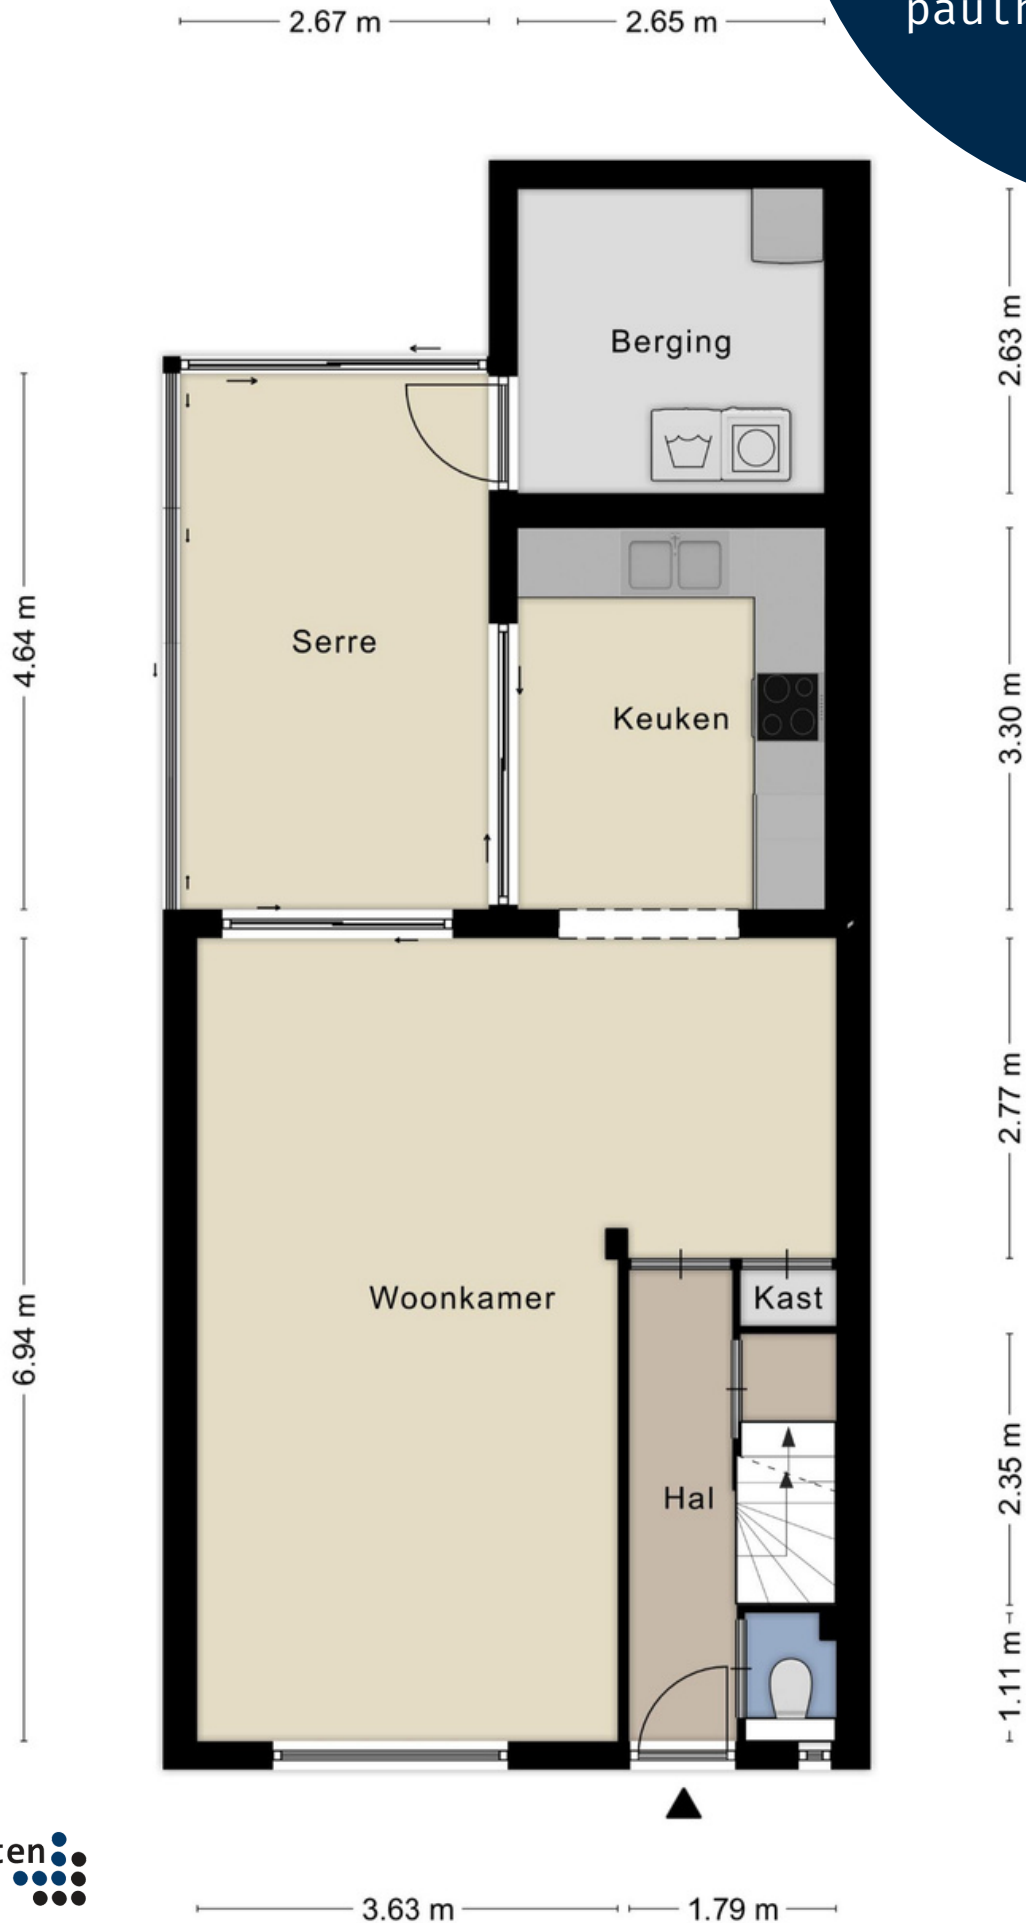 2.67 m
2.65 m
Berging
2.63 m
Serre
4.64 m
Keuken
3.30 m
2.77 m
Woonkamer
Kast
6.94 m
Hal
2.35 m
1.11 m
3.63 m
1.79 m